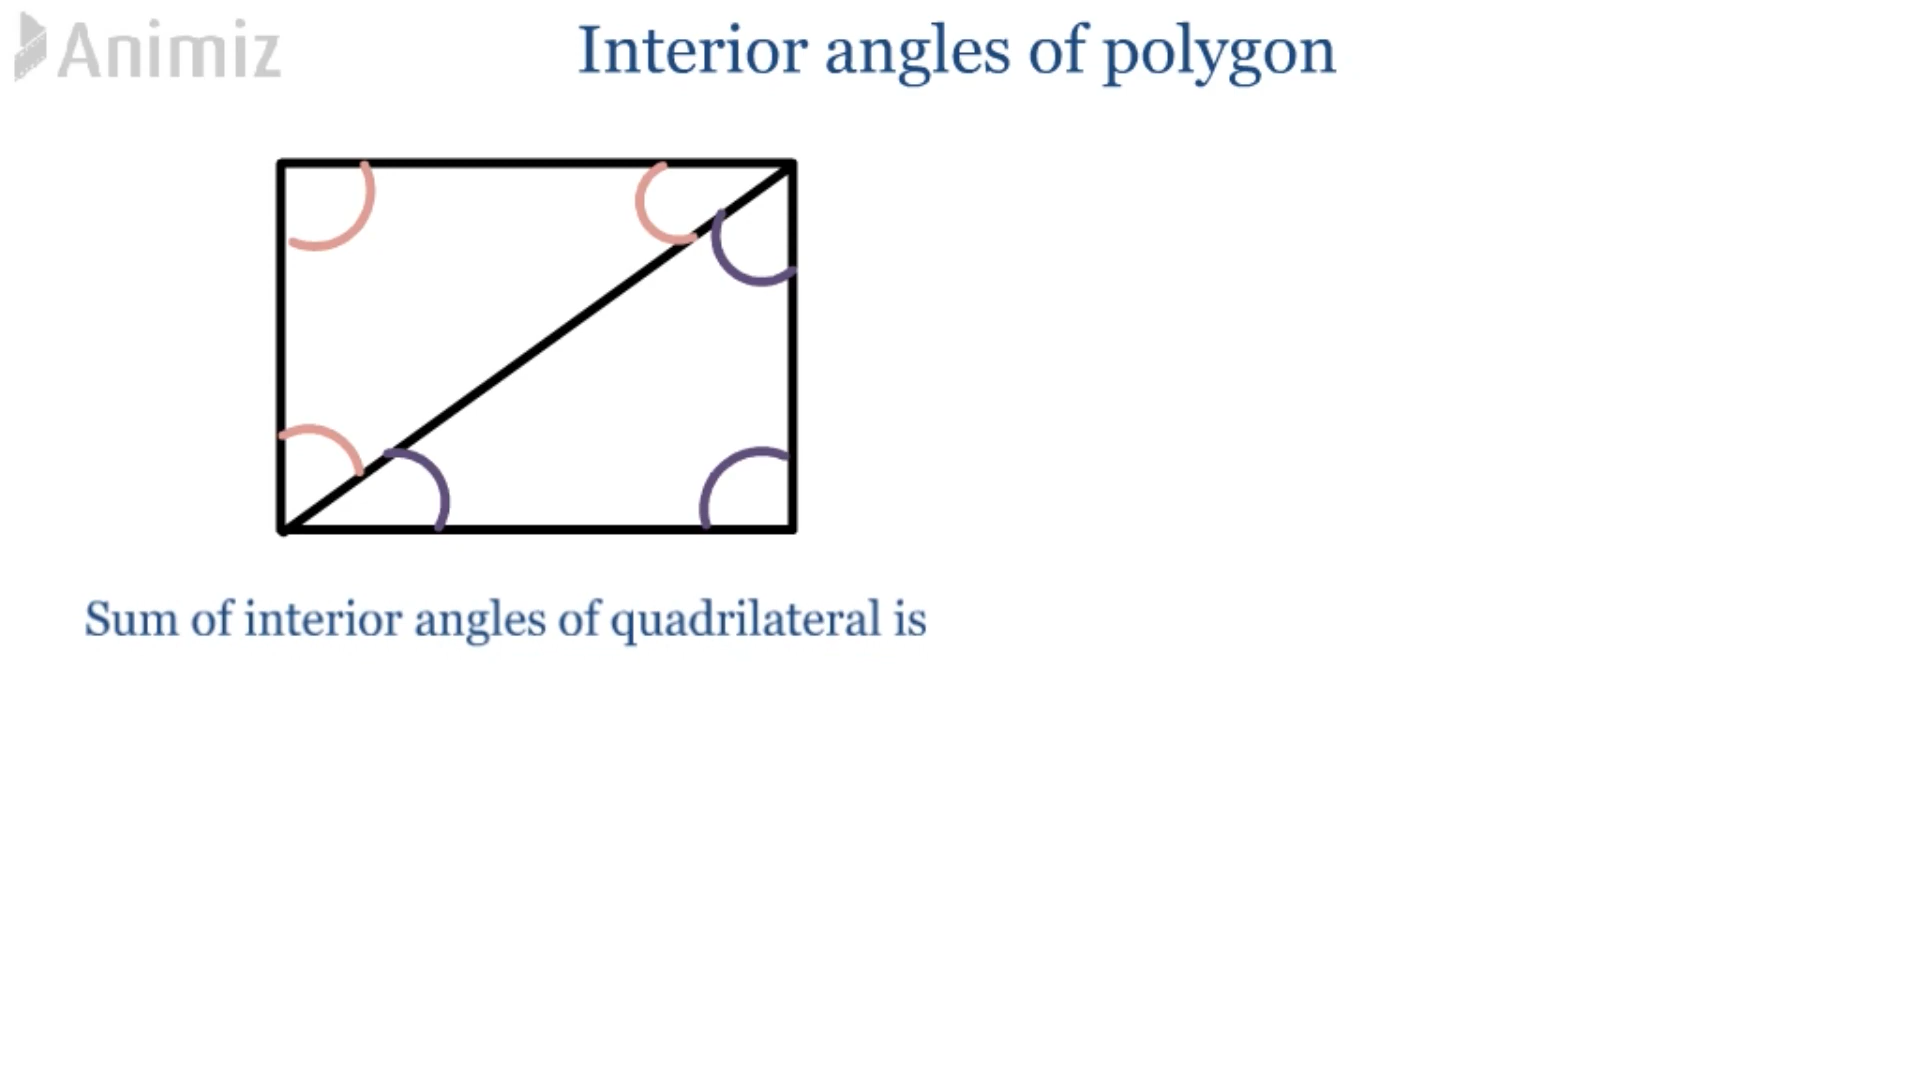 Animiz
Interior angles of polygon
Sum of interior angles of quadrilateral is